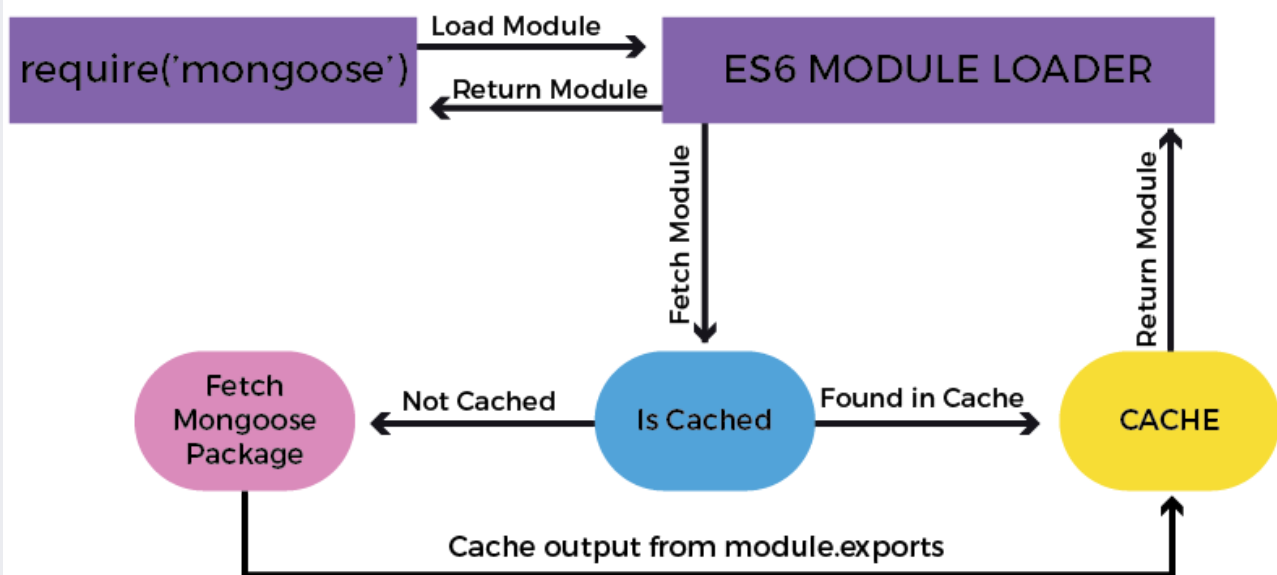 require('mongoose')
Load Module
Return Module
ES6 MODULE LOADER
Fetch Module
Return Module
Fetch
Mongoose
Package
Not Cached
Is Cached
Found in Cache
CACHE
Cache output from module.exports